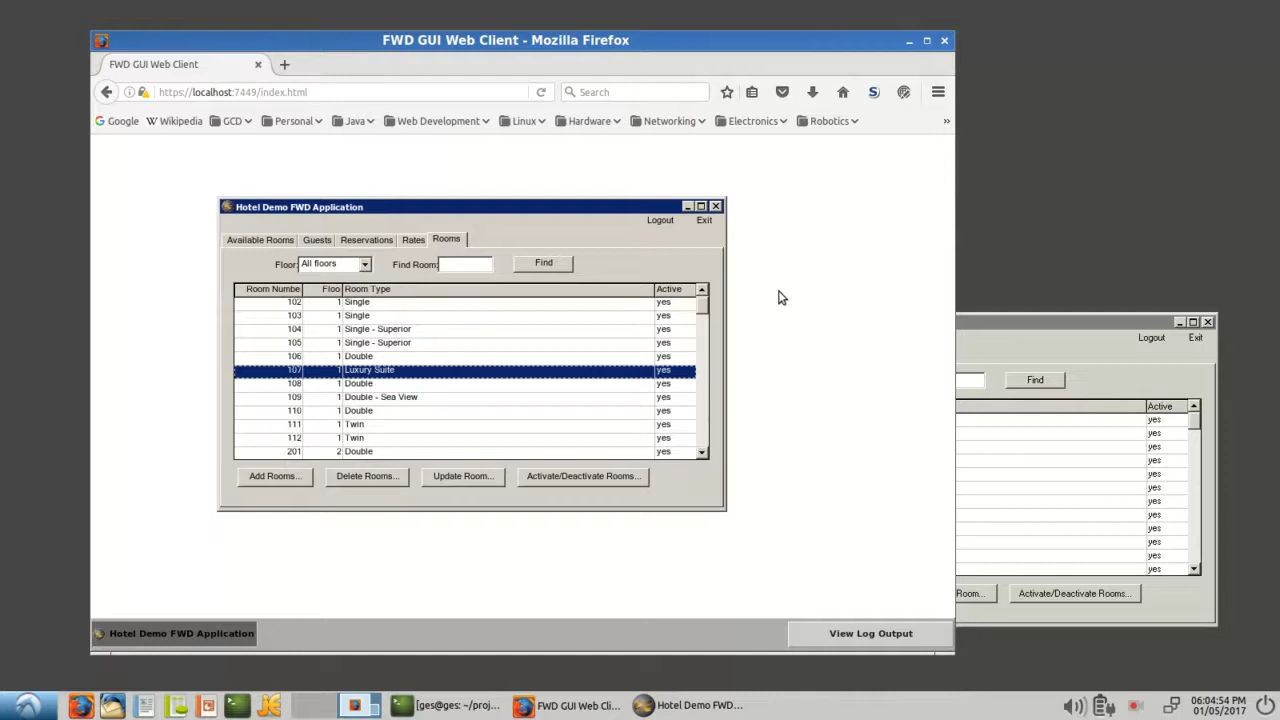 FWD GUI Web Client - Mozilla Firefox
FWD GUI Web Client
https://localhost:7449/index.html
Search
Google Wikipedia GCD Personal Java Web Development Linux Hardware Networking Electronics Robotics »
Hotel Demo FWD Application
Logout Exit
Available Rooms Guests Reservations Rates Rooms
Floor: All floors Find Room: Find
Room Numbe Floo Room Type Active
102 1 Single yes
103 1 Single yes
104 1 Single - Superior yes
105 1 Single - Superior yes
106 1 Double yes
107 1 Luxury Suite yes
108 1 Double yes
109 1 Double - Sea View yes
110 1 Double yes
111 1 Twin yes
112 1 Twin yes
201 2 Double yes
Add Rooms... Delete Rooms... Update Room... Activate/Deactivate Rooms...
Logout Exit
Find
Active
yes
yes
yes
yes
yes
yes
yes
yes
yes
yes
yes
yes
Room... Activate/Deactivate Rooms...
Hotel Demo FWD Application
View Log Output
[ges@ges: ~/proj...
FWD GUI Web Cli...
Hotel Demo FWD...
06:04:54
01/05/2017